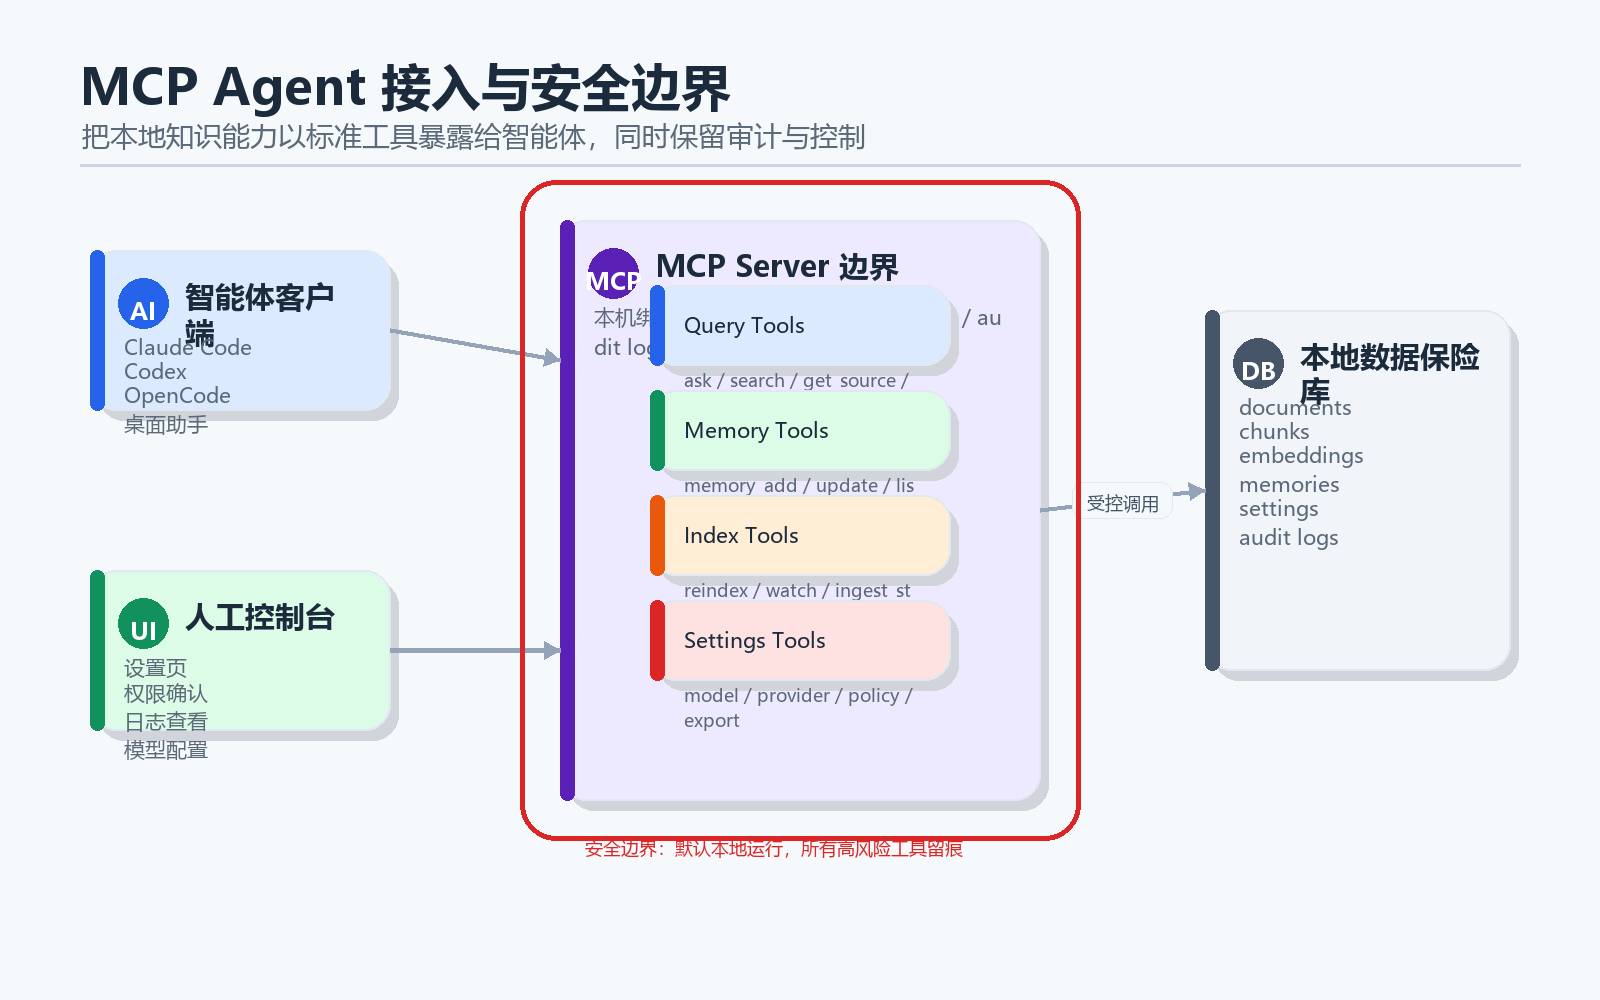 MCP Agent 接入与安全边界
把本地知识能力以标准工具暴露给智能体，同时保留审计与控制
AI
智能体客户
端
Claude Code
Codex
OpenCode
桌面助手
UI
人工控制台
设置页
权限确认
日志查看
模型配置
MCP
MCP Server 边界
本机绑 / au
dit log
Query Tools
ask / search / get_source /
Memory Tools
memory_add / update / lis
Index Tools
reindex / watch / ingest_st
Settings Tools
model / provider / policy /
export
受控调用
DB
本地数据保险
库
documents
chunks
embeddings
memories
settings
audit logs
安全边界：默认本地运行，所有高风险工具留痕